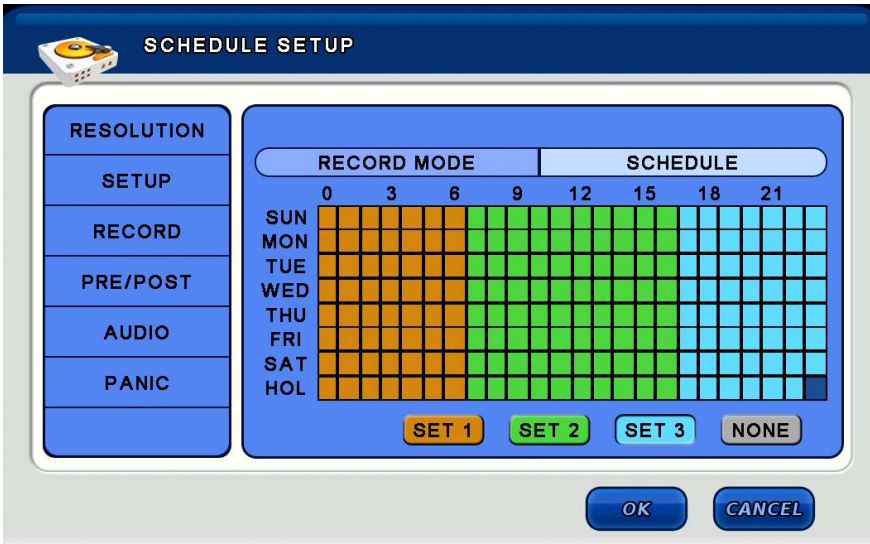 SCHEDULE SETUP
RESOLUTION
SETUP
RECORD
PRE/POST
AUDIO
PANIC
RECORD MODE SCHEDULE
0 3 6 9 12 15 18 21
SUN
MON
TUE
WED
THU
FRI
SAT
HOL
SET 1 SET 2 SET 3 NONE
OK CANCEL